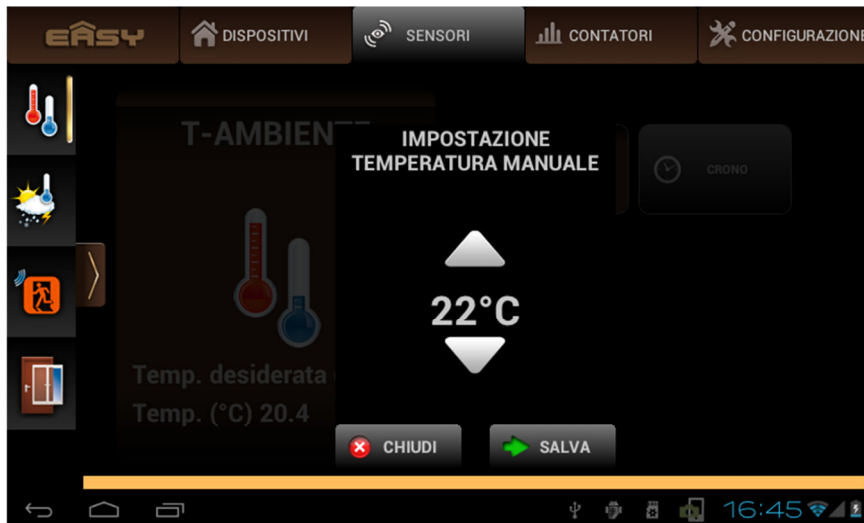 EÂSY
DISPOSITIVI
SENSORI
CONTATORI
CONFIGURAZIONE
T-AMBIENTE
IMPOSTAZIONE
TEMPERATURA MANUALE
CRONO
22°C
Temp. desiderata
Temp. (°C) 20.4
CHIUDI
SALVA
16:45